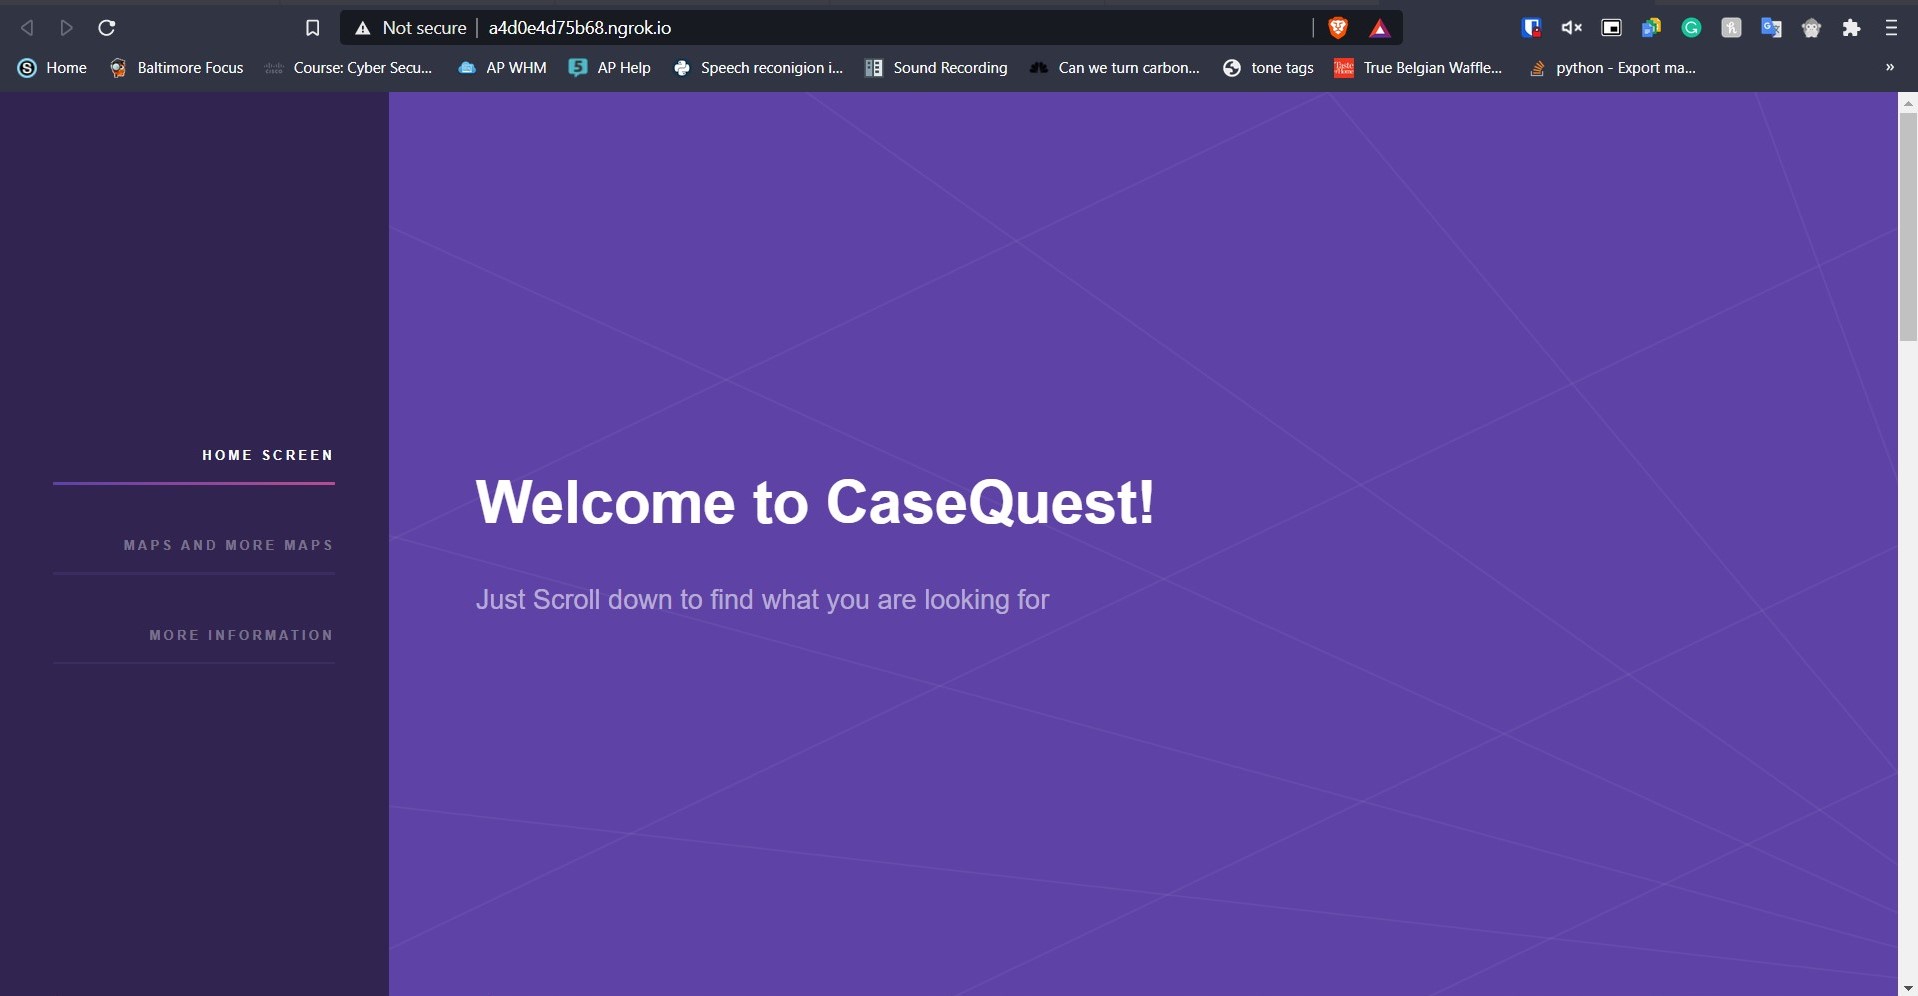 Not secure | a4d0e4d75b68.ngrok.io
Home Baltimore Focus Course: Cyber Secu... AP WHM AP Help Speech reconigion i... Sound Recording Can we turn carbon... tone tags True Belgian Waffle... python - Export ma... »
HOME SCREEN
MAPS AND MORE MAPS
MORE INFORMATION
Welcome to CaseQuest!
Just Scroll down to find what you are looking for